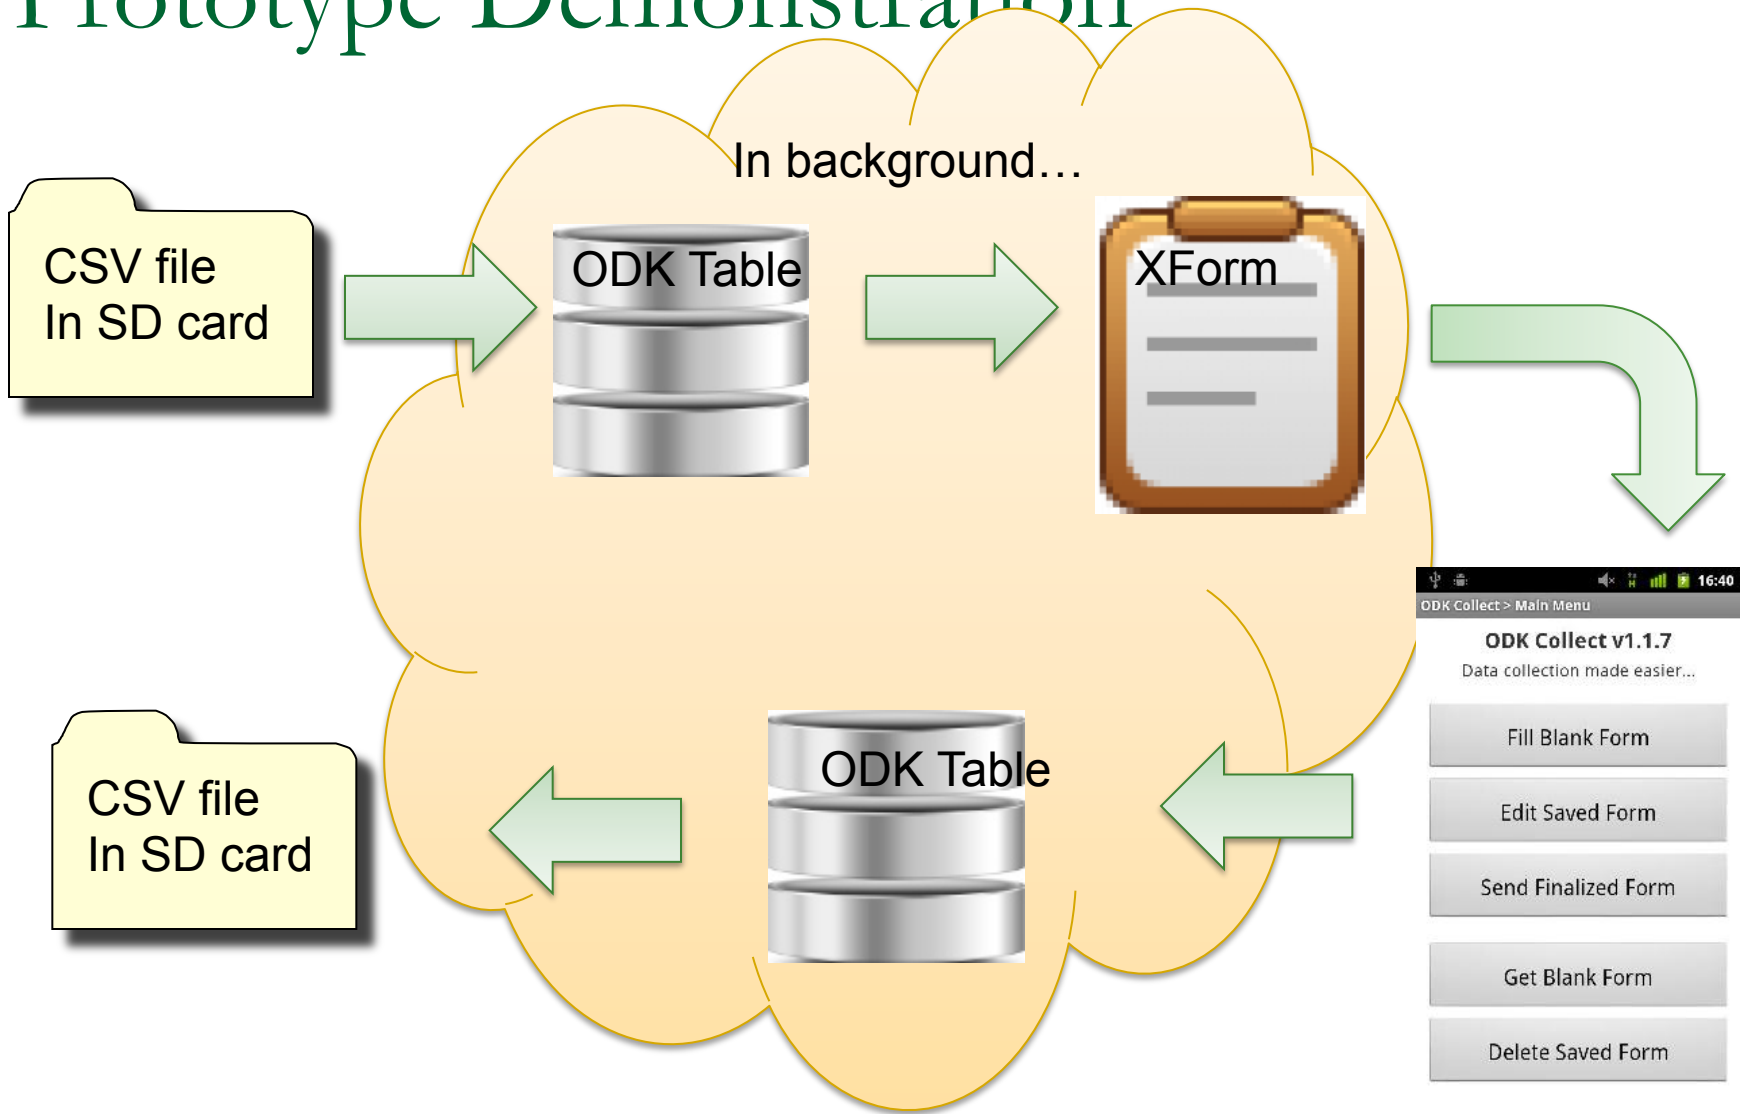 Prototype Demonstration
In background…
CSV file
In SD card
ODK Table
XForm
16:40
ODK Collect > Main Menu
ODK Collect v1.1.7
Data collection made easier...
Fill Blank Form
Edit Saved Form
Send Finalized Form
Get Blank Form
Delete Saved Form
ODK Table
CSV file
In SD card